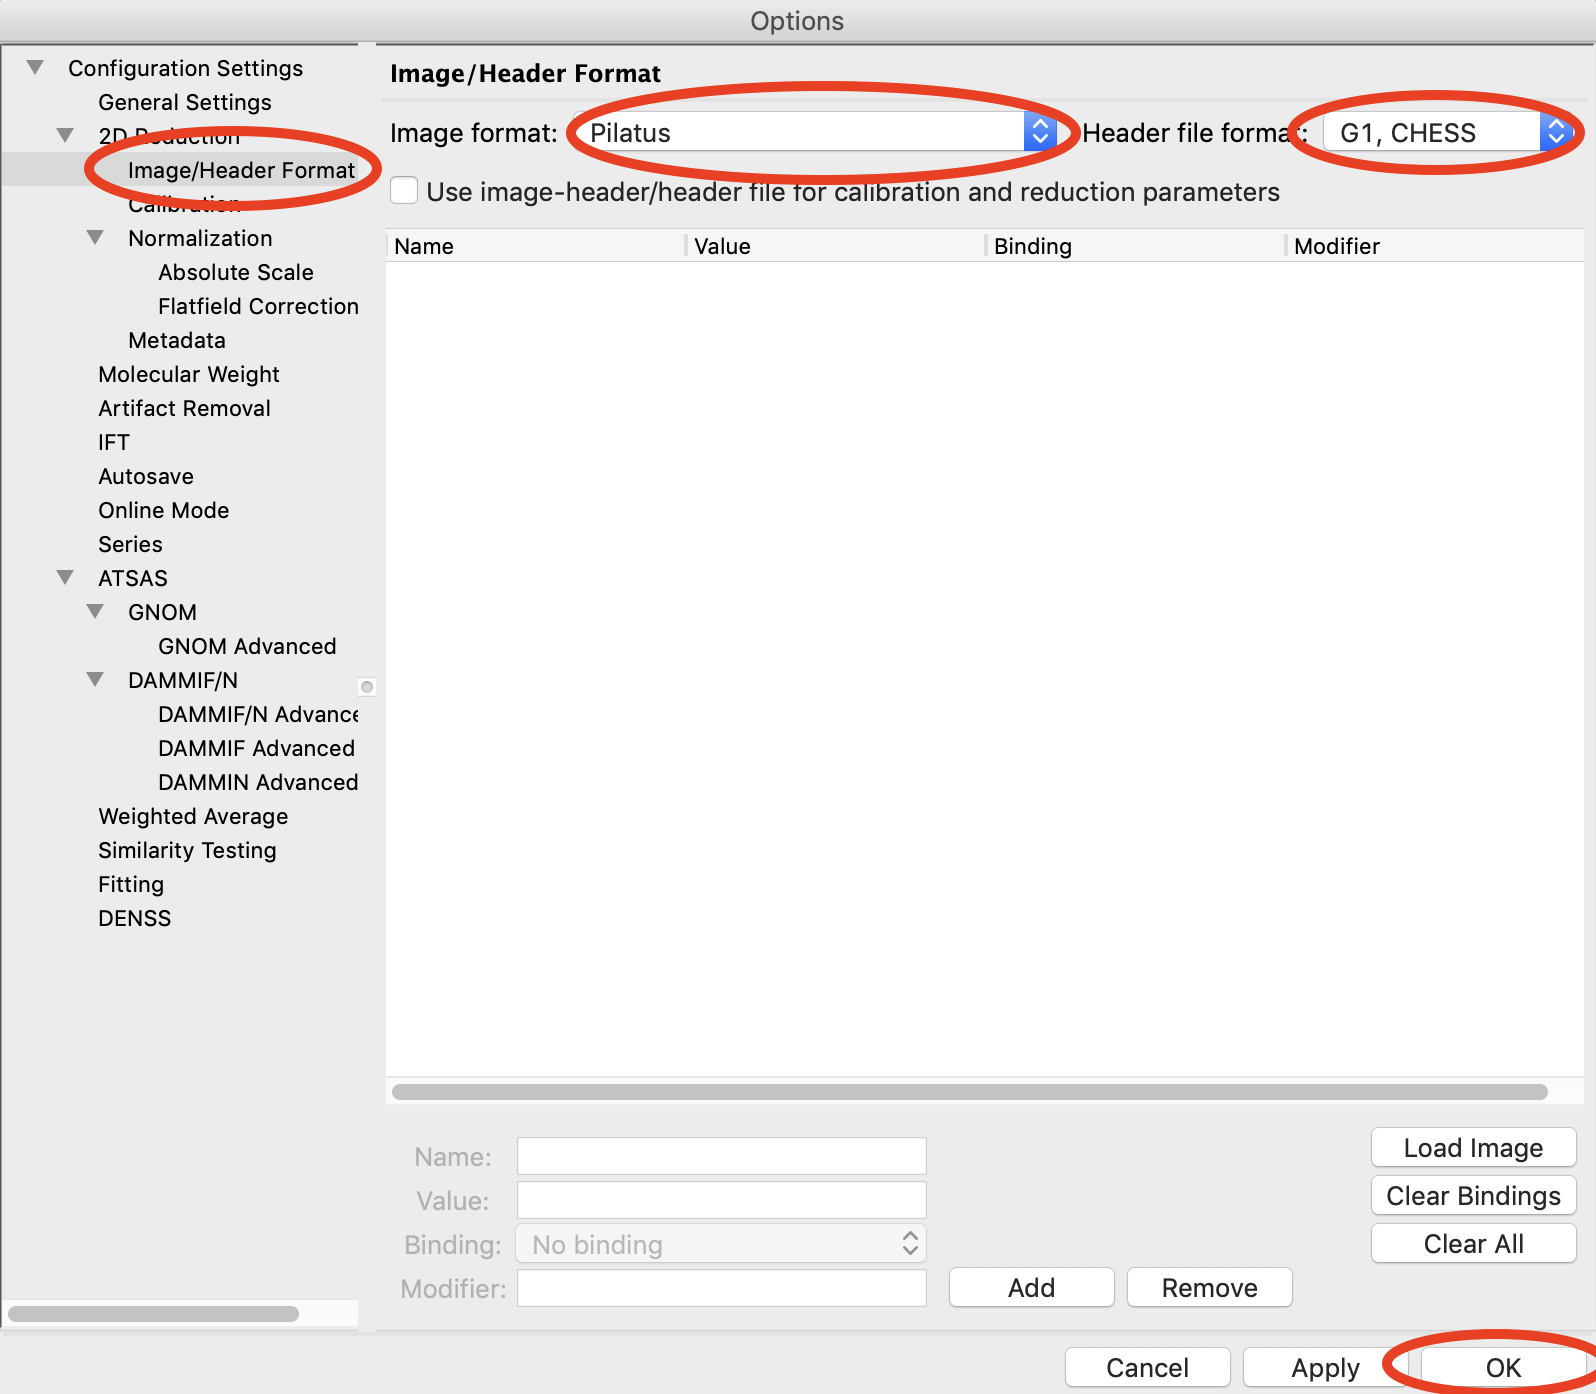 Options
Configuration Settings
General Settings
2D Reduction
Image/Header Format
Calibration
Normalization
Absolute Scale
Flatfield Correction
Metadata
Molecular Weight
Artifact Removal
IFT
Autosave
Online Mode
Series
ATSAS
GNOM
GNOM Advanced
DAMMIF/N
DAMMIF/N Advance
DAMMIF Advanced
DAMMIN Advanced
Weighted Average
Similarity Testing
Fitting
DENSS
Image/Header Format
Image format: Pilatus Header file format: G1, CHESS
Use image-header/header file for calibration and reduction parameters
Name Value Binding Modifier
Name:
Value:
Binding: No binding
Modifier:
Add Remove
Load Image
Clear Bindings
Clear All
Cancel Apply OK